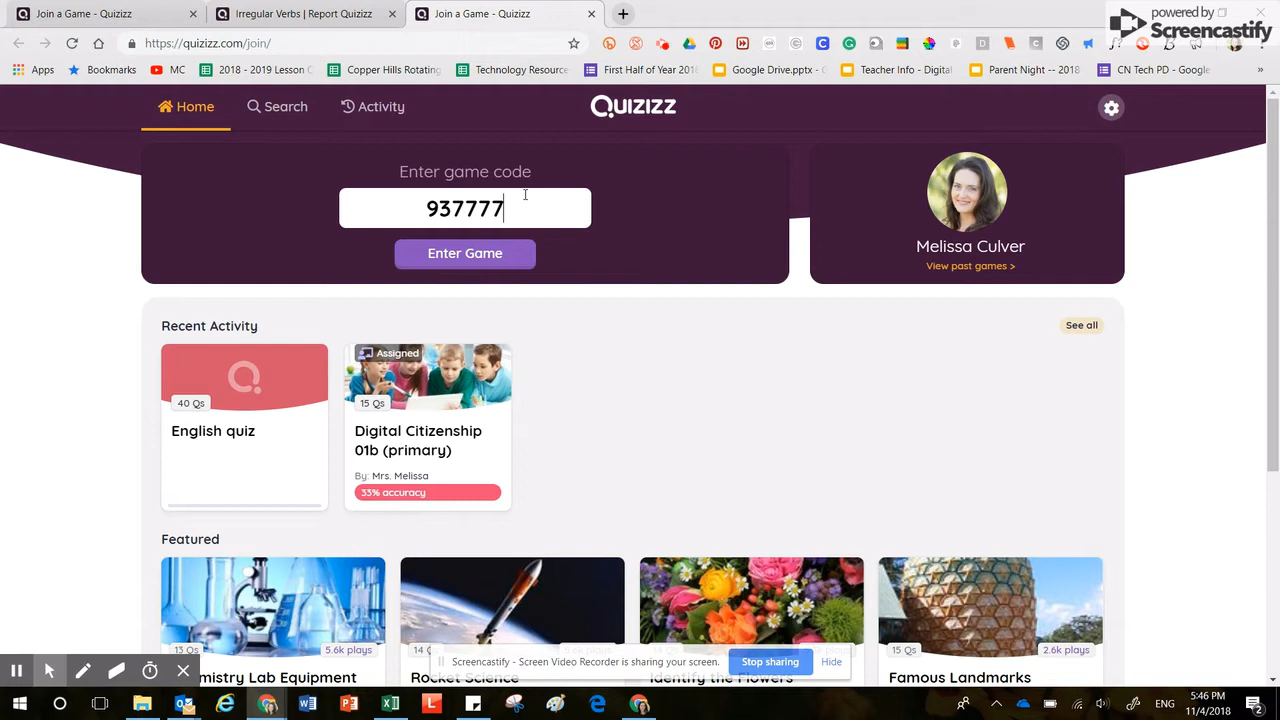 powered by
Screencastify
Join a Game - Quizizz
Irregular Verbs | Report Quizizz
Join a Game - Quizizz
https://quizizz.com/join/
Apps
Bookmarks
MC
2018 - 2019 Lesson C
Copper Hills Rotating
Technology Resource
First Half of Year 2018
Google Drive.pptx - G
Teacher Info - Digital
Parent Night -- 2018
CN Tech PD - Google
»
Home
Search
Activity
QUIZIZZ
Enter game code
937777
Enter Game
Melissa Culver
View past games >
Recent Activity
See all
40 Qs
English quiz
Assigned
15 Qs
Digital Citizenship
01b (primary)
By: Mrs. Melissa
33% accuracy
Featured
13 Qs
5.6k plays
14 Q
5.6k plays
15 Qs
2.6k plays
mistry Lab Equipment
Rocket Science
Identify the Flowers
Famous Landmarks
Screencastify - Screen Video Recorder is sharing your screen.
Stop sharing
Hide
ENG
5:46 PM
11/4/2018
2